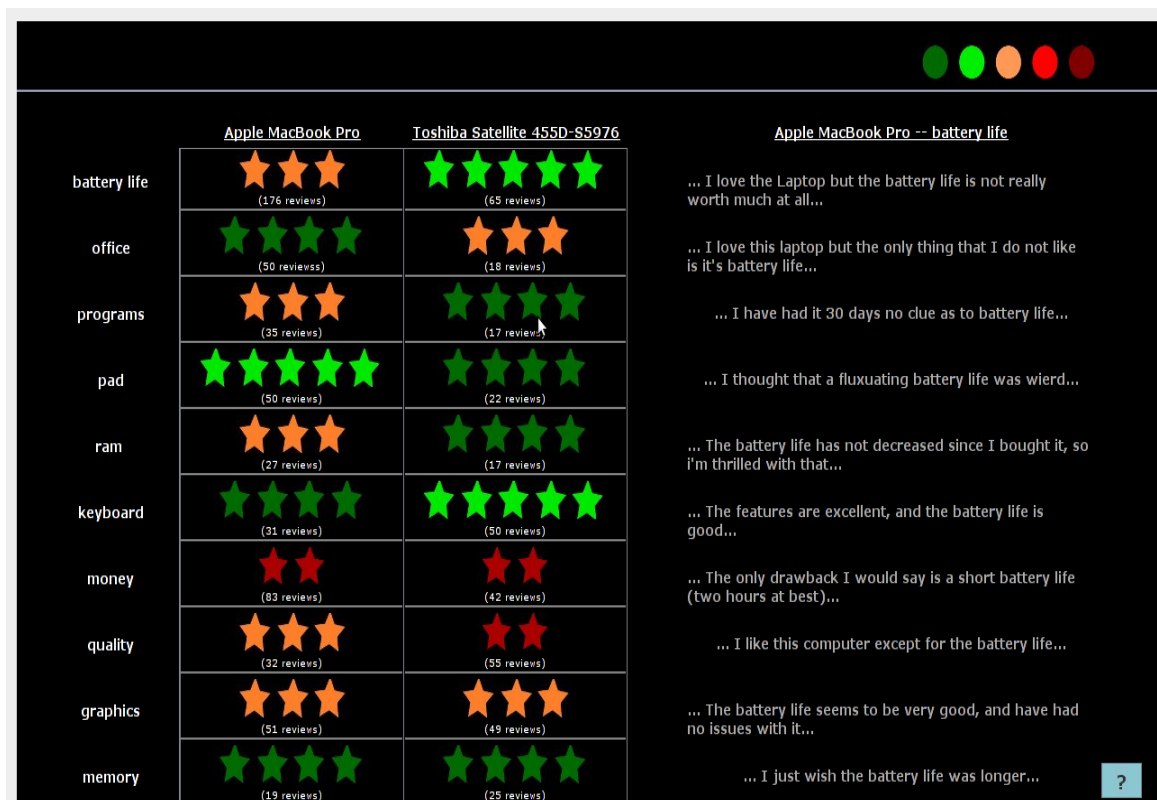 Apple MacBook Pro
Toshiba Satellite 455D-S5976
Apple MacBook Pro -- battery life
battery life
(176 reviews)
(65 reviews)
... I love the Laptop but the battery life is not really
worth much at all...
office
(50 reviewss)
(18 reviews)
... I love this laptop but the only thing that I do not like
is it's battery life...
programs
(35 reviews)
(17 reviews)
... I have had it 30 days no clue as to battery life...
pad
(50 reviews)
(22 reviews)
... I thought that a fluxuating battery life was wierd...
ram
(27 reviews)
(17 reviews)
... The battery life has not decreased since I bought it, so
i'm thrilled with that...
keyboard
(31 reviews)
(50 reviews)
... The features are excellent, and the battery life is
good...
money
(83 reviews)
(42 reviews)
... The only drawback I would say is a short battery life
(two hours at best)...
quality
(32 reviews)
(55 reviews)
... I like this computer except for the battery life...
graphics
(51 reviews)
(49 reviews)
... The battery life seems to be very good, and have had
no issues with it...
memory
(19 reviews)
(25 reviews)
... I just wish the battery life was longer...
?